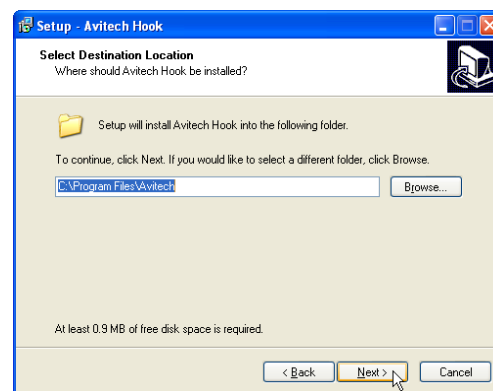 Setup - Avitech Hook
Select Destination Location
Where should Avitech Hook be installed?
Setup will install Avitech Hook into the following folder.
To continue, click Next. If you would like to select a different folder, click Browse.
C:\Program Files\Avitech
Browse...
At least 0.9 MB of free disk space is required.
< Back
Next >
Cancel